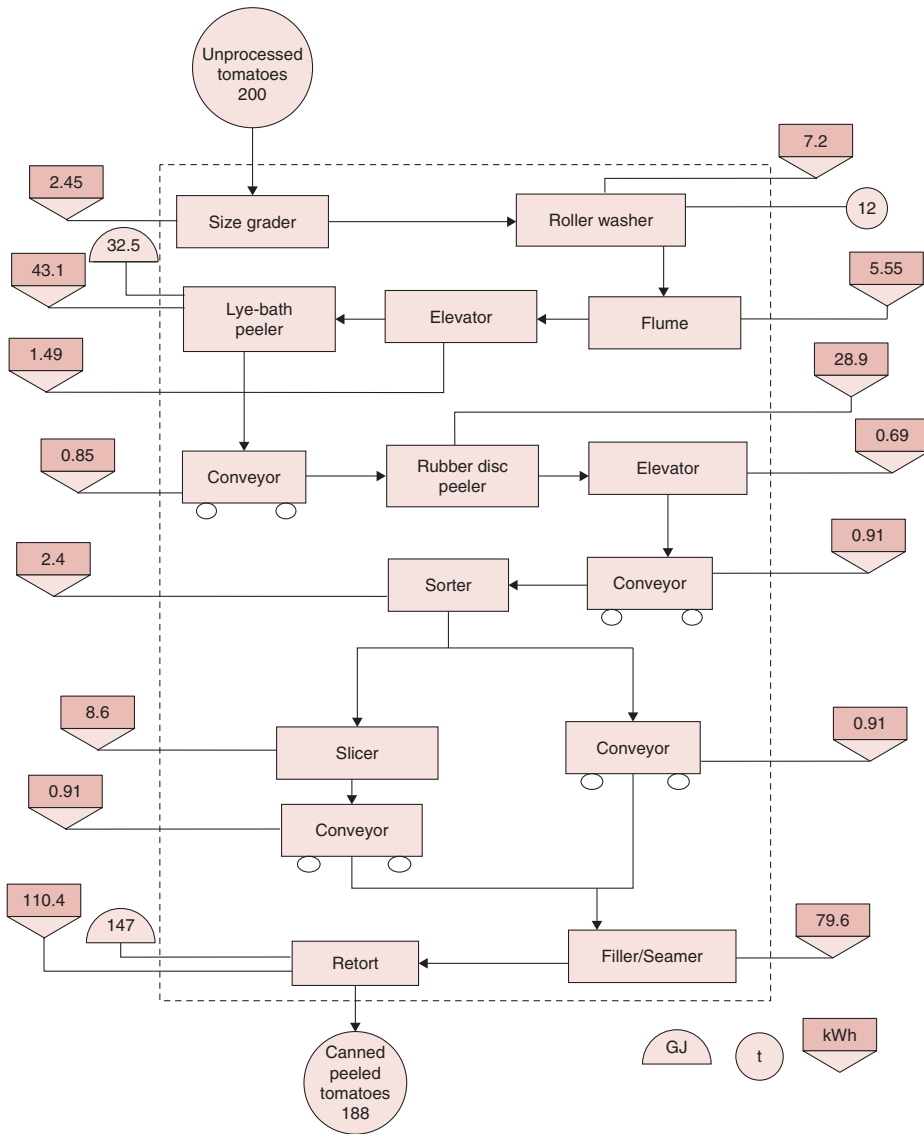 Unprocessed
tomatoes
200
7.2
2.45
Size grader
Roller washer
12
32.5
43.1
5.55
Lye-bath
peeler
Elevator
Flume
1.49
28.9
0.85
Conveyor
Rubber disc
peeler
Elevator
0.69
2.4
Sorter
Conveyor
0.91
8.6
Slicer
Conveyor
0.91
0.91
Conveyor
110.4
147
Retort
Filler/Seamer
79.6
Canned
peeled
tomatoes
188
GJ
t
kWh